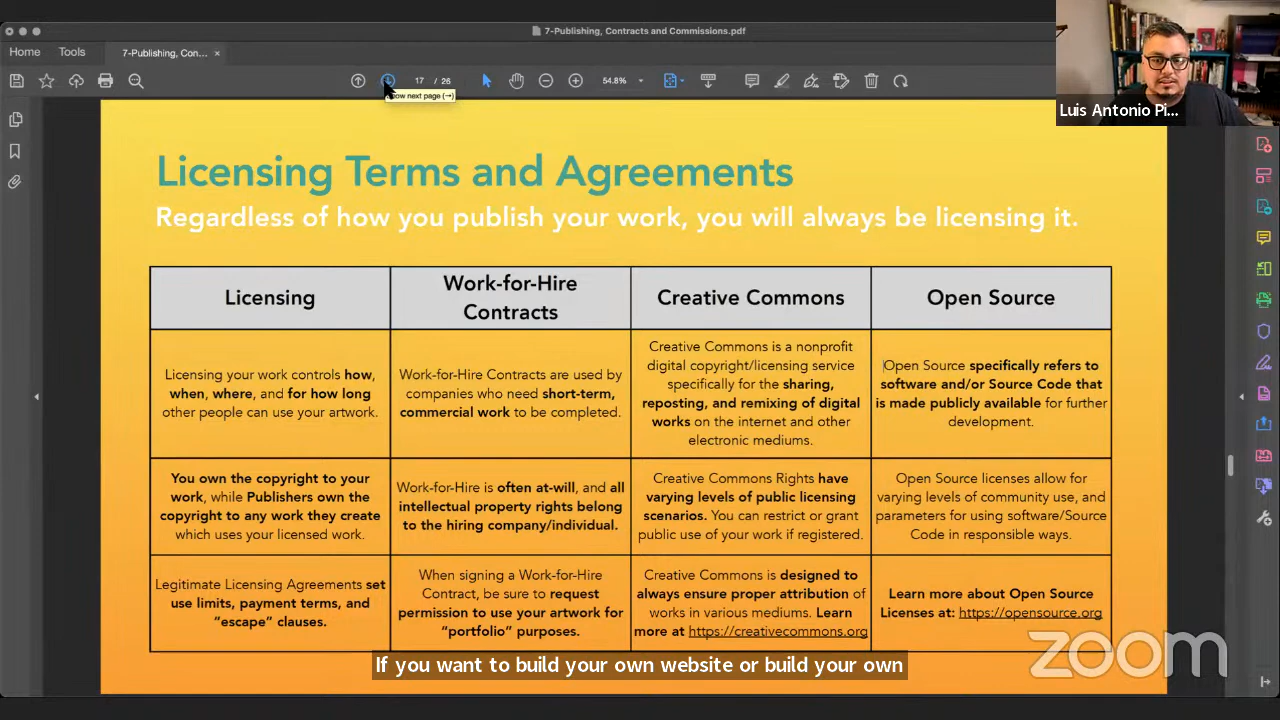 7-Publishing, Contracts and Commissions.pdf
Home
Tools
7-Publishing, Con... ×
17 / 26
54.8%
Show next page (→)
Luis Antonio Pi...
Licensing Terms and Agreements
Regardless of how you publish your work, you will always be licensing it.
Licensing
Work-for-Hire
Contracts
Creative Commons
Open Source
Licensing your work controls how,
when, where, and for how long
other people can use your artwork.
Work-for-Hire Contracts are used by
companies who need short-term,
commercial work to be completed.
Creative Commons is a nonprofit
digital copyright/licensing service
specifically for the sharing,
reposting, and remixing of digital
works on the internet and other
electronic mediums.
Open Source specifically refers to
software and/or Source Code that
is made publicly available for further
development.
You own the copyright to your
work, while Publishers own the
copyright to any work they create
which uses your licensed work.
Work-for-Hire is often at-will, and all
intellectual property rights belong
to the hiring company/individual.
Creative Commons Rights have
varying levels of public licensing
scenarios. You can restrict or grant
public use of your work if registered.
Open Source licenses allow for
varying levels of community use, and
parameters for using software/Source
Code in responsible ways.
Legitimate Licensing Agreements set
use limits, payment terms, and
“escape” clauses.
When signing a Work-for-Hire
Contract, be sure to request
permission to use your artwork for
“portfolio” purposes.
Creative Commons is designed to
always ensure proper attribution of
works in various mediums. Learn
more at https://creativecommons.org
Learn more about Open Source
Licenses at: https://opensource.org
zoom
If you want to build your own website or build your own